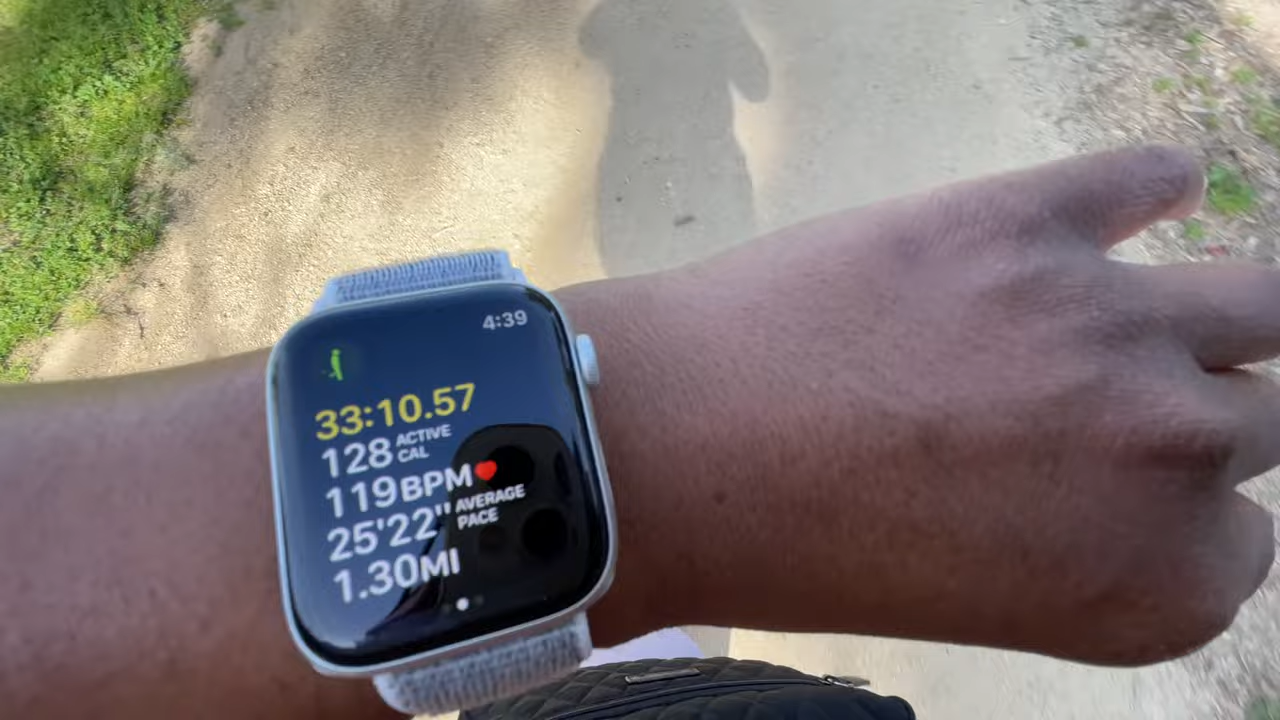 4:39
33:10.57
128 ACTIVE CAL
119BPM
25'22" AVERAGE PACE
1.30MI